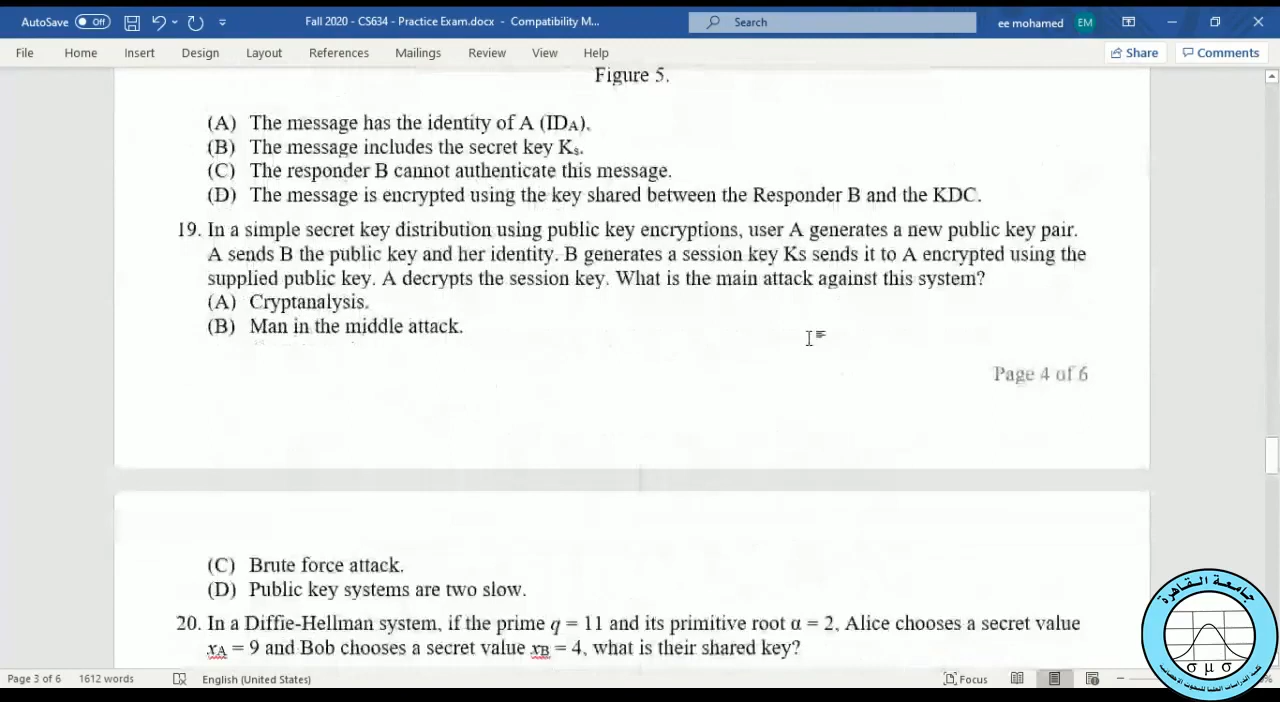 AutoSave Off Fall 2020 - CS634 - Practice Exam.docx - Compatibility M... Search ee mohamed EM
File Home Insert Design Layout References Mailings Review View Help Share Comments
Figure 5.
(A) The message has the identity of A (IDA).
(B) The message includes the secret key Ks.
(C) The responder B cannot authenticate this message.
(D) The message is encrypted using the key shared between the Responder B and the KDC.
19. In a simple secret key distribution using public key encryptions, user A generates a new public key pair.
A sends B the public key and her identity. B generates a session key Ks sends it to A encrypted using the
supplied public key. A decrypts the session key. What is the main attack against this system?
(A) Cryptanalysis.
(B) Man in the middle attack.
Page 4 of 6
(C) Brute force attack.
(D) Public key systems are two slow.
20. In a Diffie-Hellman system, if the prime q = 11 and its primitive root α = 2, Alice chooses a secret value
xA = 9 and Bob chooses a secret value xB = 4, what is their shared key?
جامعة القاهرة
σ μ σ
Page 3 of 6 1612 words English (United States) Focus